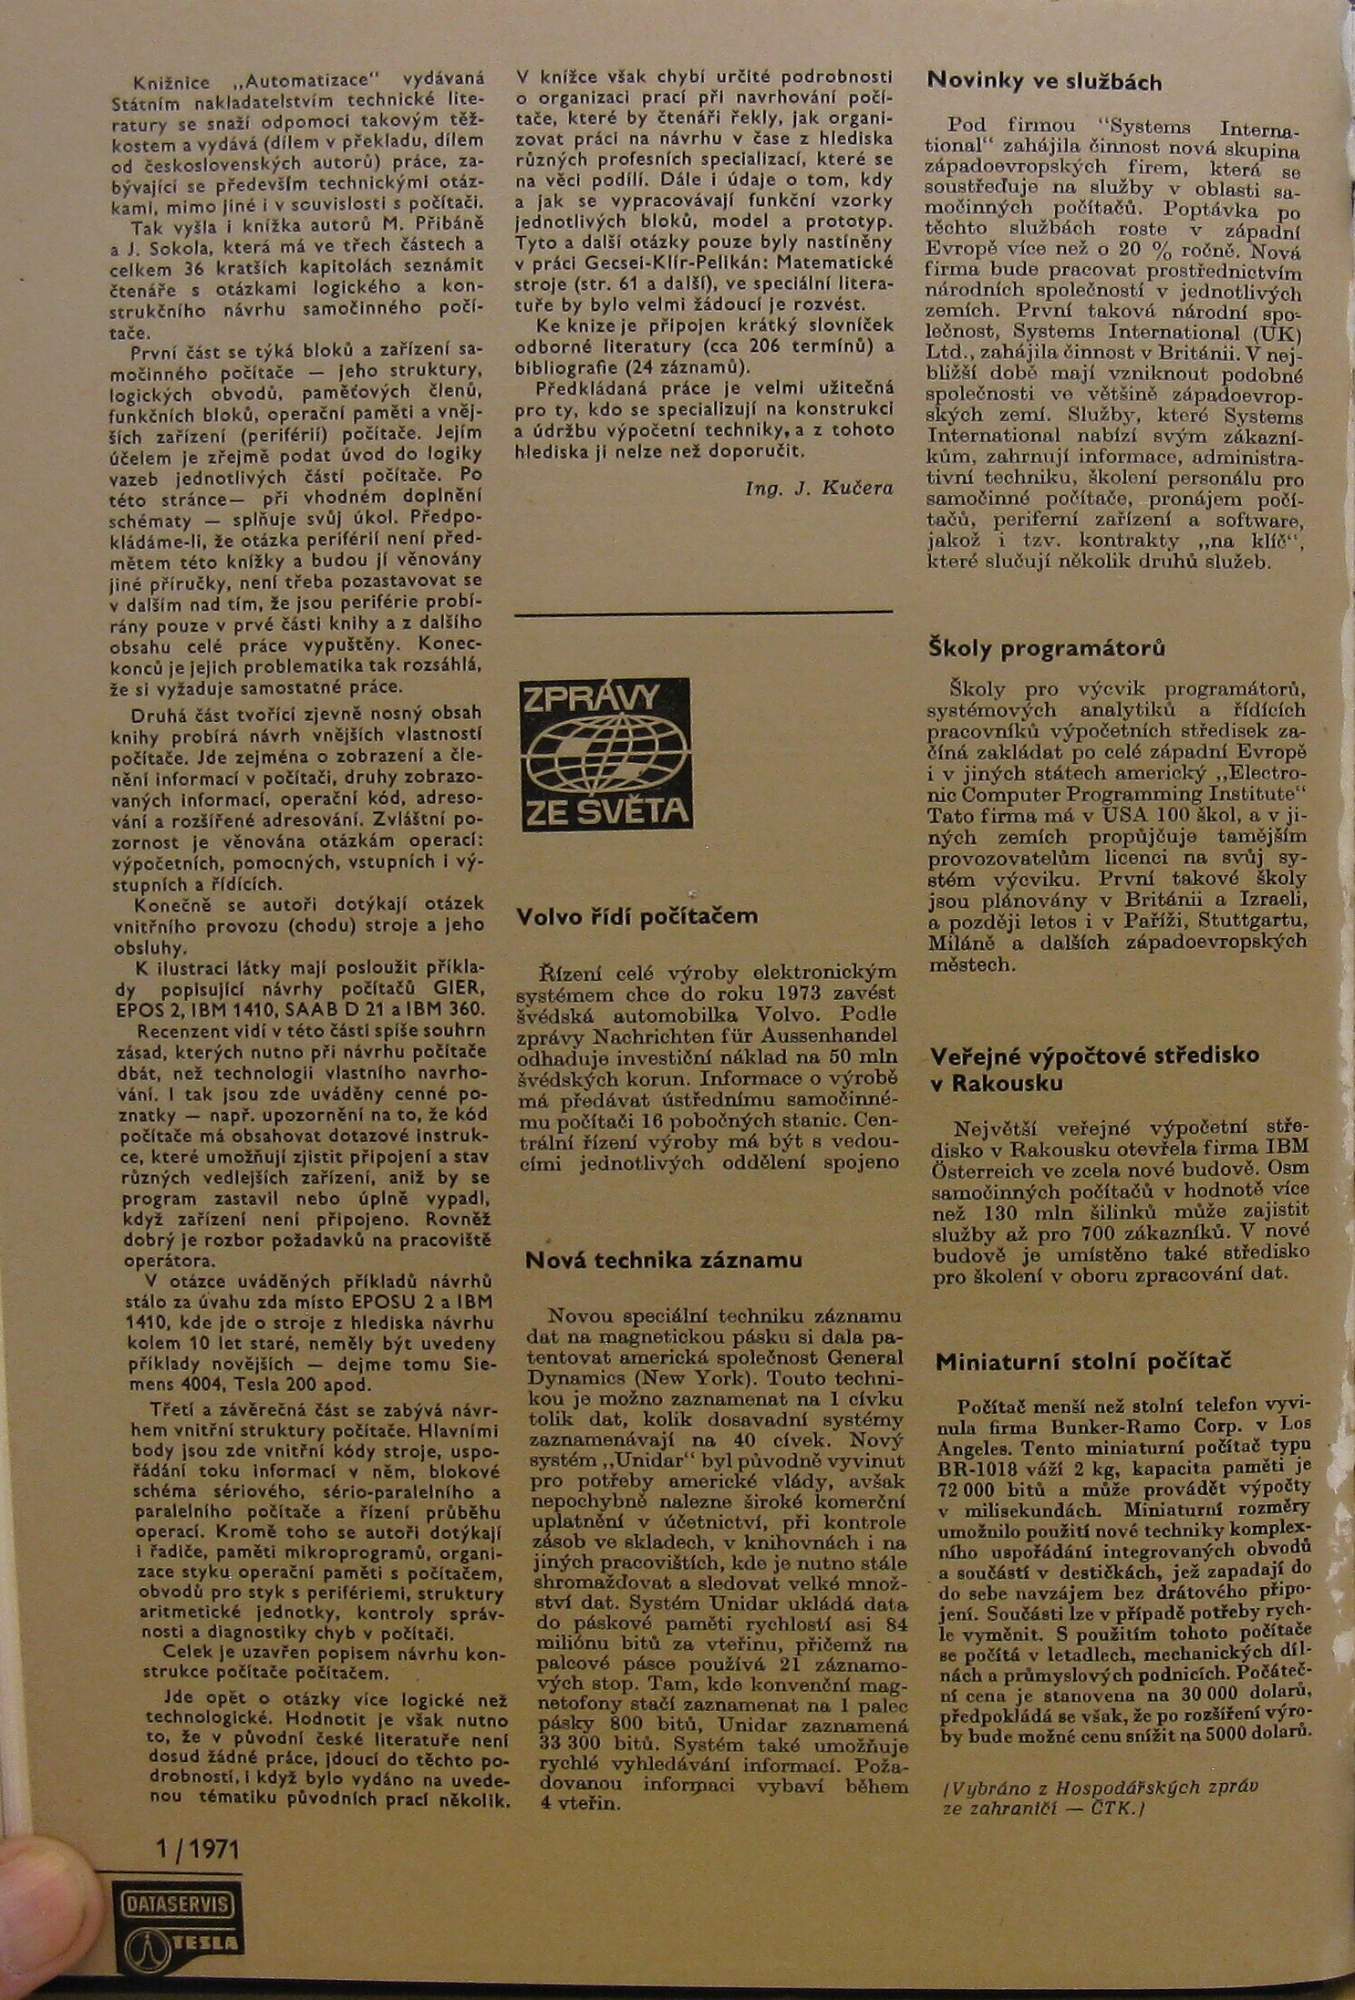 Knižnice „Automatizace" vydávaná
Státním nakladatelstvím technické lite-
ratury se snaží odpomoci takovým těž-
kostem a vydává (dílem v překladu, dílem
od československých autorů) práce, za-
bývající se především technickými otáz-
kami, mimo jiné i v souvislosti s počítači.
Tak vyšla i knížka autorů M. Přibáně
a J. Sokola, která má ve třech částech a
celkem 36 kratších kapitolách seznámit
čtenáře s otázkami logického a kon-
strukčního návrhu samočinného počí-
tače.
První část se týká bloků a zařízení sa-
močinného počítače — jeho struktury,
logických obvodů, paměťových členů,
funkčních bloků, operační paměti a vněj-
ších zařízení (periférií) počítače. Jejím
účelem je zřejmě podat úvod do logiky
vazeb jednotlivých částí počítače. Po
této stránce— při vhodném doplnění
schématy — splňuje svůj úkol. Předpo-
kládáme-li, že otázka periférií není před-
mětem této knížky a budou jí věnovány
jiné příručky, není třeba pozastavovat se
v dalším nad tím, že jsou periférie probí-
rány pouze v prvé části knihy a z dalšího
obsahu celé práce vypuštěny. Konec-
konců je jejich problematika tak rozsáhlá,
že si vyžaduje samostatné práce.
Druhá část tvořící zjevně nosný obsah
knihy probírá návrh vnějších vlastností
počítače. Jde zejména o zobrazení a čle-
nění informací v počítači, druhy zobrazo-
vaných informací, operační kód, adreso-
vání a rozšířené adresování. Zvláštní po-
zornost je věnována otázkám operací:
výpočetních, pomocných, vstupních i vý-
stupních a řídících.
Konečně se autoři dotýkají otázek
vnitřního provozu (chodu) stroje a jeho
obsluhy.
K ilustraci látky mají posloužit příkla-
dy popisující návrhy počítačů GIER,
EPOS 2, IBM 1410, SAAB D 21 a IBM 360.
Recenzent vidí v této části spíše souhrn
zásad, kterých nutno při návrhu počítače
dbát, než technologii vlastního navrho-
vání. I tak jsou zde uváděny cenné po-
znatky — např. upozornění na to, že kód
počítače má obsahovat dotazové instruk-
ce, které umožňují zjistit připojení a stav
různých vedlejších zařízení, aniž by se
program zastavil nebo úplně vypadl,
když zařízení není připojeno. Rovněž
dobrý je rozbor požadavků na pracoviště
operátora.
V otázce uváděných příkladů návrhů
stálo za úvahu zda místo EPOSU 2 a IBM
1410, kde jde o stroje z hlediska návrhu
kolem 10 let staré, neměly být uvedeny
příklady novějších — dejme tomu Sie-
mens 4004, Tesla 200 apod.
Třetí a závěrečná část se zabývá návr-
hem vnitřní struktury počítače. Hlavními
body jsou zde vnitřní kódy stroje, uspo-
řádání toku informací v něm, blokové
schéma sériového, sério-paralelního a
paralelního počítače a řízení průběhu
operací. Kromě toho se autoři dotýkají
i řadiče, paměti mikroprogramů, organi-
zace styku operační paměti s počítačem,
obvodů pro styk s perifériemi, struktury
aritmetické jednotky, kontroly správ-
nosti a diagnostiky chyb v počítači.
Celek je uzavřen popisem návrhu kon-
strukce počítače počítačem.
Jde opět o otázky více logické než
technologické. Hodnotit je však nutno
to, že v původní české literatuře není
dosud žádné práce, jdoucí do těchto po-
drobností, i když bylo vydáno na uvede-
nou tématiku původních prací několik.
V knížce však chybí určité podrobnosti
o organizaci prací při navrhování počí-
tače, které by čtenáři řekly, jak organi-
zovat práci na návrhu v čase z hlediska
různých profesních specializací, které se
na věci podílí. Dále i údaje o tom, kdy
a jak se vypracovávají funkční vzorky
jednotlivých bloků, model a prototyp.
Tyto a další otázky pouze byly nastíněny
v práci Gecsei-Klír-Pelikán: Matematické
stroje (str. 61 a další), ve speciální litera-
tuře by bylo velmi žádoucí je rozvést.
Ke knize je připojen krátký slovníček
odborné literatury (cca 206 termínů) a
bibliografie (24 záznamů).
Předkládaná práce je velmi užitečná
pro ty, kdo se specializují na konstrukci
a údržbu výpočetní techniky, a z tohoto
hlediska ji nelze než doporučit.
Ing. J. Kučera
ZPRÁVY
ZE SVĚTA
Volvo řídí počítačem
Řízení celé výroby elektronickým
systémem chce do roku 1973 zavést
švédská automobilka Volvo. Podle
zprávy Nachrichten für Aussenhandel
odhaduje investiční náklad na 50 mln
švédských korun. Informace o výrobě
má předávat ústřednímu samočinné-
mu počítači 16 pobočných stanic. Cen-
trální řízení výroby má být s vedou-
cími jednotlivých oddělení spojeno
Nová technika záznamu
Novou speciální techniku záznamu
dat na magnetickou pásku si dala pa-
tentovat americká společnost General
Dynamics (New York). Touto techni-
kou je možno zaznamenat na 1 cívku
tolik dat, kolik dosavadní systémy
zaznamenávají na 40 cívek. Nový
systém „Unidar" byl původně vyvinut
pro potřeby americké vlády, avšak
nepochybně nalezne široké komerční
uplatnění v účetnictví, při kontrole
zásob ve skladech, v knihovnách i na
jiných pracovištích, kde je nutno stále
shromažďovat a sledovat velké množ-
ství dat. Systém Unidar ukládá data
do páskové paměti rychlostí asi 84
miliónu bitů za vteřinu, přičemž na
palcové pásce používá 21 záznamo-
vých stop. Tam, kde konvenční mag-
netofony stačí zaznamenat na 1 palec
pásky 800 bitů, Unidar zaznamená
33 300 bitů. Systém také umožňuje
rychlé vyhledávání informací. Poža-
dovanou informaci vybaví během
4 vteřin.
Novinky ve službách
Pod firmou "Systems Interna-
tional" zahájila činnost nová skupina
západoevropských firem, která se
soustřeďuje na služby v oblasti sa-
močinných počítačů. Poptávka po
těchto službách roste v západní
Evropě více než o 20 % ročně. Nová
firma bude pracovat prostřednictvím
národních společností v jednotlivých
zemích. První taková národní spo-
lečnost, Systems International (UK)
Ltd., zahájila činnost v Británii. V nej-
bližší době mají vzniknout podobné
společnosti ve většině západoevrop-
ských zemí. Služby, které Systems
International nabízí svým zákazní-
kům, zahrnují informace, administra-
tivní techniku, školení personálu pro
samočinné počítače, pronájem počí-
tačů, periferní zařízení a software,
jakož i tzv. kontrakty „na klíč",
které slučují několik druhů služeb.
Školy programátorů
Školy pro výcvik programátorů,
systémových analytiků a řídících
pracovníků výpočetních středisek za-
číná zakládat po celé západní Evropě
i v jiných státech americký „Electro-
nic Computer Programming Institute"
Tato firma má v USA 100 škol, a v ji-
ných zemích propůjčuje tamějším
provozovatelům licenci na svůj sy-
stém výcviku. První takové školy
jsou plánovány v Británii a Izraeli,
a později letos i v Paříži, Stuttgartu,
Miláně a dalších západoevropských
městech.
Veřejné výpočtové středisko
v Rakousku
Největší veřejné výpočetní stře-
disko v Rakousku otevřela firma IBM
Österreich ve zcela nové budově. Osm
samočinných počítačů v hodnotě více
než 130 mln šilinků může zajistit
služby až pro 700 zákazníků. V nové
budově je umístěno také středisko
pro školení v oboru zpracování dat.
Miniaturní stolní počítač
Počítač menší než stolní telefon vyvi-
nula firma Bunker-Ramo Corp. v Los
Angeles. Tento miniaturní počítač typu
BR-1018 váží 2 kg, kapacita paměti je
72 000 bitů a může provádět výpočty
v milisekundách. Miniaturní rozměry
umožnilo použití nové techniky komplex-
ního uspořádání integrovaných obvodů
a součástí v destičkách, jež zapadají do
do sebe navzájem bez drátového připo-
jení. Součásti lze v případě potřeby rych-
le vyměnit. S použitím tohoto počítače
se počítá v letadlech, mechanických díl-
nách a průmyslových podnicích. Počáteč-
ní cena je stanovena na 30 000 dolarů,
předpokládá se však, že po rozšíření výro-
by bude možné cenu snížit na 5000 dolarů.
(Vybráno z Hospodářských zpráv
ze zahraničí — ČTK.)
1/1971
DATASERVIS
TESLA